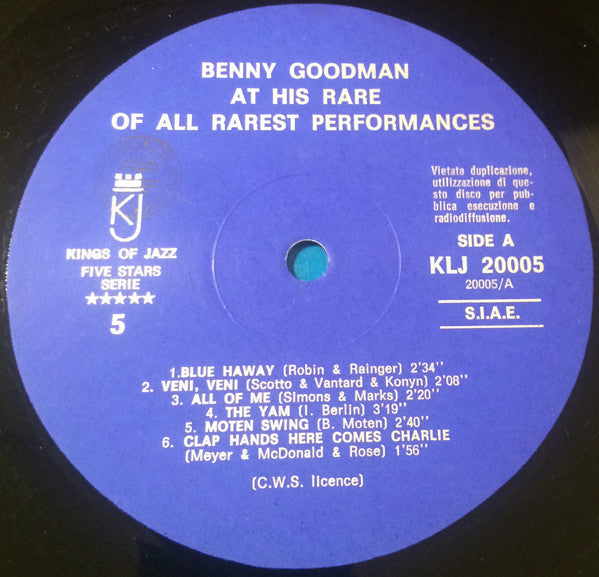 BENNY GOODMAN
AT HIS RARE
OF ALL RAREST PERFORMANCES
KJ
KINGS OF JAZZ
FIVE STARS
SERIE
★★★★★
5
Vietata duplicazione,
utilizzazione di que-
sto disco per pub-
blica esecuzione e
radiodiffusione.
SIDE A
KLJ 20005
20005/A
S.I.A.E.
1.BLUE HAWAY (Robin & Rainger) 2'34''
2. VENI, VENI (Scotto & Vantard & Konyn) 2'08''
3. ALL OF ME (Simons & Marks) 2'20''
4. THE YAM (I. Berlin) 3'19''
5. MOTEN SWING (B. Moten) 2'40''
6. CLAP HANDS HERE COMES CHARLIE
(Meyer & McDonald & Rose) 1'56''
(C.W.S. licence)